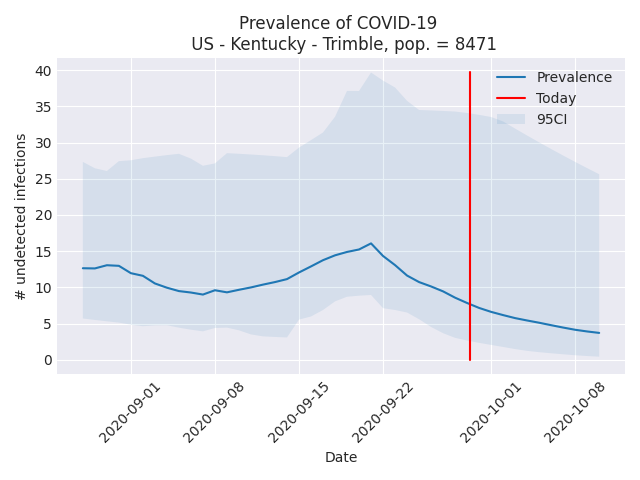 Prevalence of COVID-19
US - Kentucky - Trimble, pop. = 8471
40
35
30
25
20
15
10
5
0
# undetected infections
Prevalence
Today
95CI
2020-09-01
2020-09-08
2020-09-15
2020-09-22
2020-10-01
2020-10-08
Date